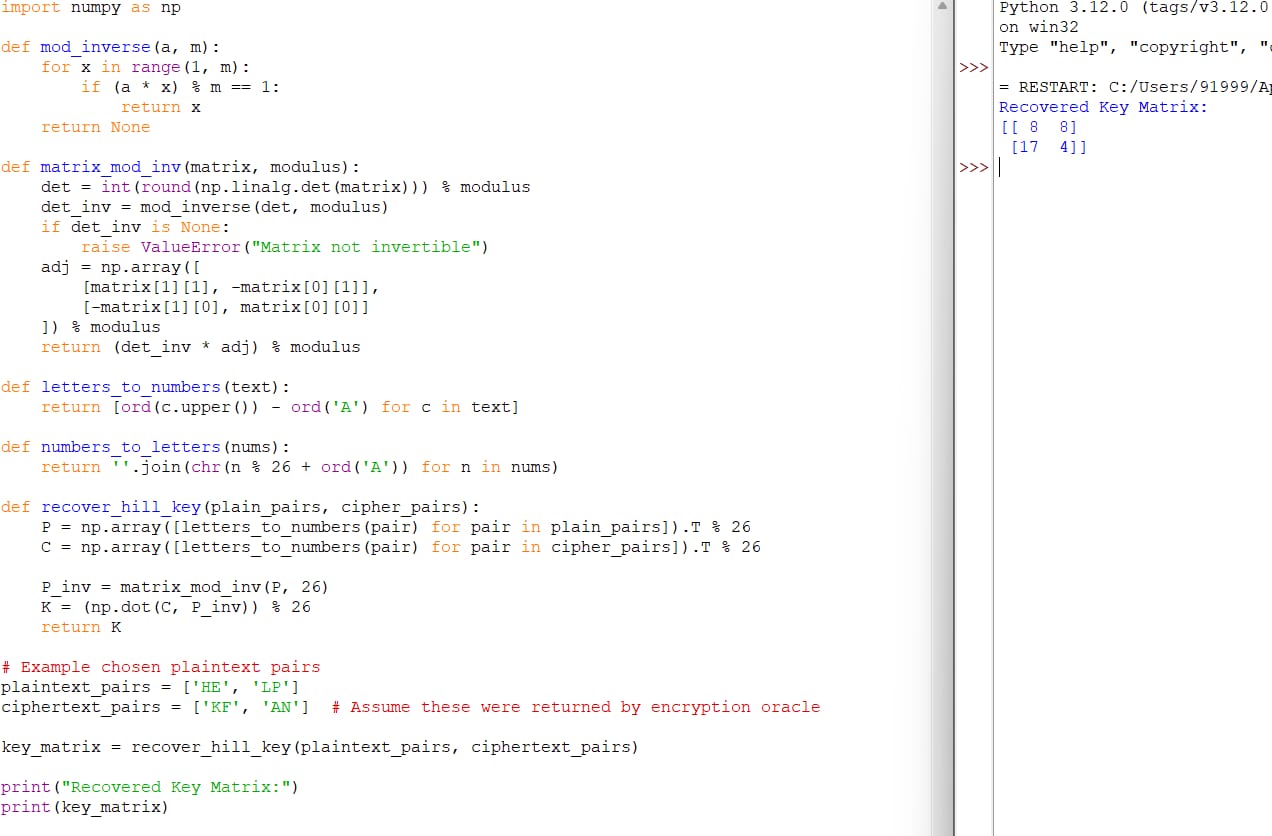 import numpy as np

def mod_inverse(a, m):
    for x in range(1, m):
        if (a * x) % m == 1:
            return x
    return None

def matrix_mod_inv(matrix, modulus):
    det = int(round(np.linalg.det(matrix))) % modulus
    det_inv = mod_inverse(det, modulus)
    if det_inv is None:
        raise ValueError("Matrix not invertible")
    adj = np.array([
        [matrix[1][1], -matrix[0][1]],
        [-matrix[1][0], matrix[0][0]]
    ]) % modulus
    return (det_inv * adj) % modulus

def letters_to_numbers(text):
    return [ord(c.upper()) - ord('A') for c in text]

def numbers_to_letters(nums):
    return ''.join(chr(n % 26 + ord('A')) for n in nums)

def recover_hill_key(plain_pairs, cipher_pairs):
    P = np.array([letters_to_numbers(pair) for pair in plain_pairs]).T % 26
    C = np.array([letters_to_numbers(pair) for pair in cipher_pairs]).T % 26

    P_inv = matrix_mod_inv(P, 26)
    K = (np.dot(C, P_inv)) % 26
    return K

# Example chosen plaintext pairs
plaintext_pairs = ['HE', 'LP']
ciphertext_pairs = ['KF', 'AN']  # Assume these were returned by encryption oracle

key_matrix = recover_hill_key(plaintext_pairs, ciphertext_pairs)

print("Recovered Key Matrix:")
print(key_matrix)
Python 3.12.0 (tags/v3.12.0
on win32
Type "help", "copyright", "
>>>
= RESTART: C:/Users/91999/A
Recovered Key Matrix:
[[ 8  8]
 [17  4]]
>>>